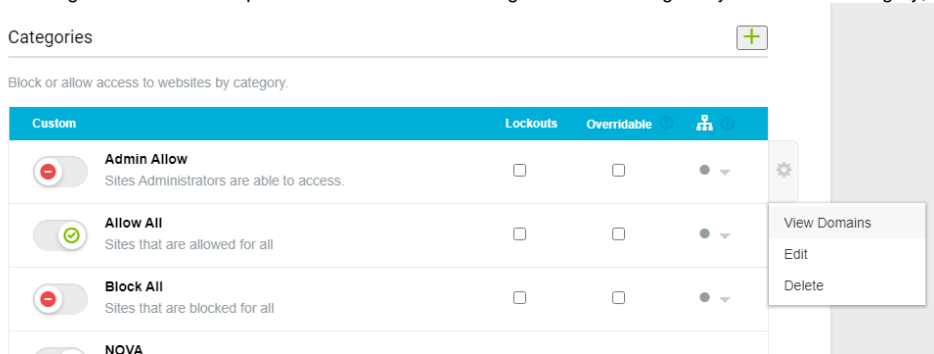 Categories
Block or allow access to websites by category.
Custom Lockouts Overridable
Admin Allow
Sites Administrators are able to access.
Allow All
Sites that are allowed for all
Block All
Sites that are blocked for all
NOVA
View Domains
Edit
Delete